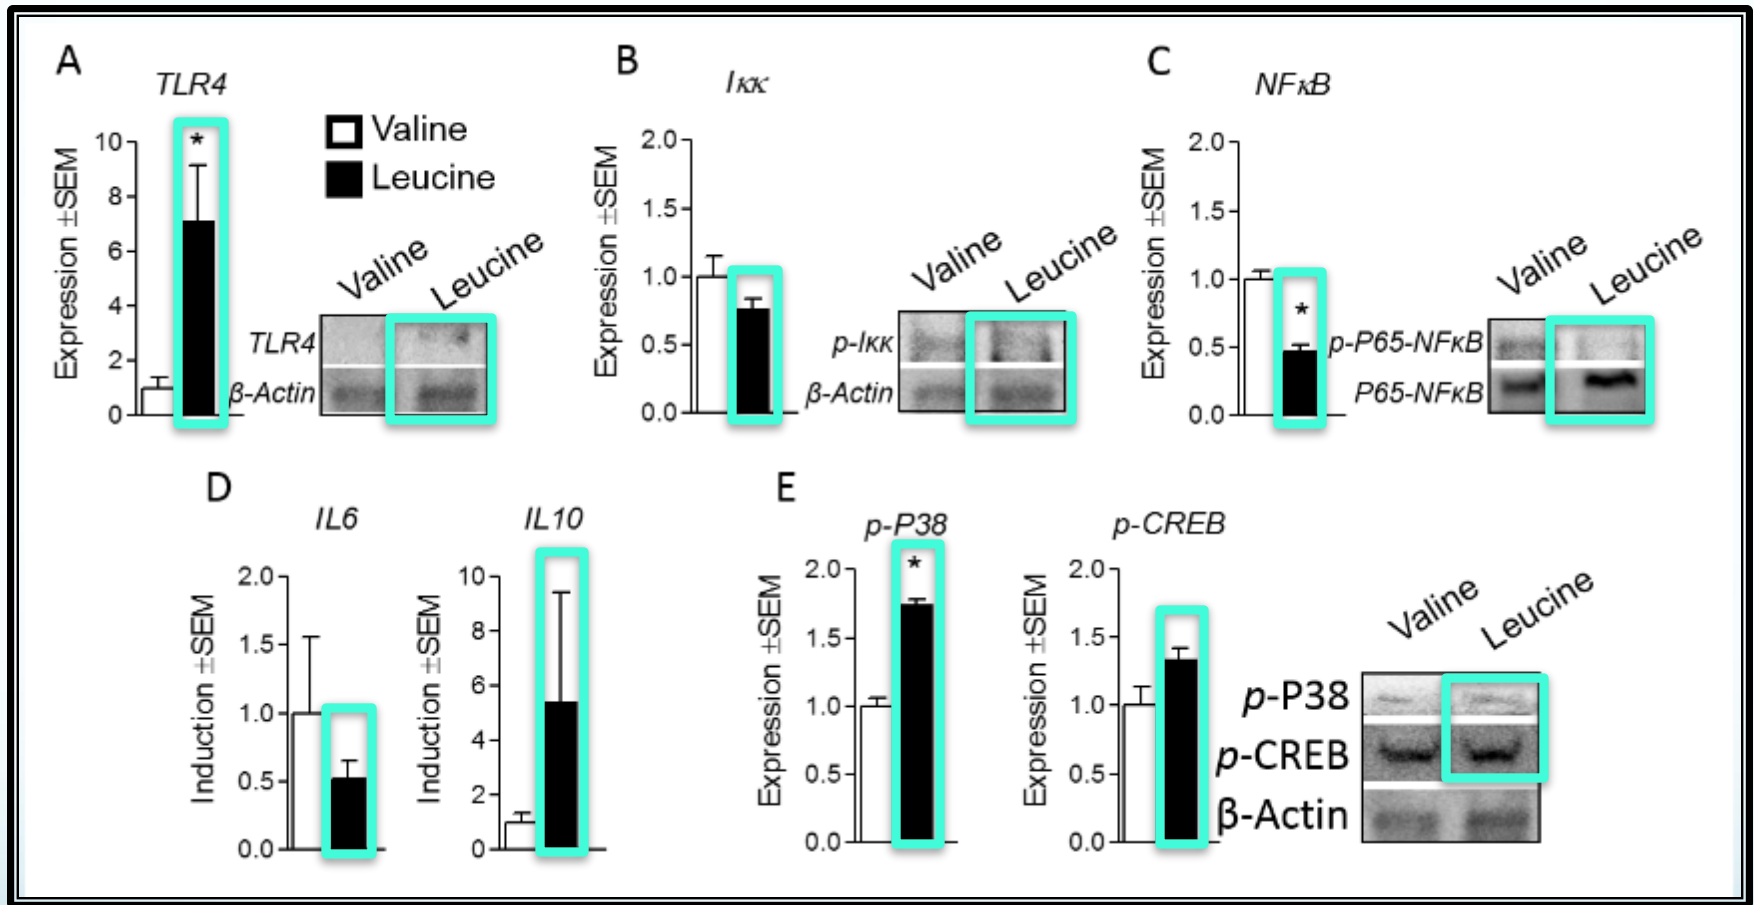 A
TLR4
Expression ±SEM
10
8
6
4
2
0
*
Valine
Leucine
Valine
Leucine
TLR4
β-Actin
B
Iκκ
Expression ±SEM
2.0
1.5
1.0
0.5
0.0
Valine
Leucine
p-Iκκ
β-Actin
C
NFκB
Expression ±SEM
2.0
1.5
1.0
0.5
0.0
*
Valine
Leucine
p-P65-NFκB
P65-NFκB
D
IL6
Induction ±SEM
2.0
1.5
1.0
0.5
0.0
IL10
Induction ±SEM
10
8
6
4
2
0
E
p-P38
Expression ±SEM
2.0
1.5
1.0
0.5
0.0
*
p-CREB
Expression ±SEM
2.0
1.5
1.0
0.5
0.0
Valine
Leucine
p-P38
p-CREB
β-Actin